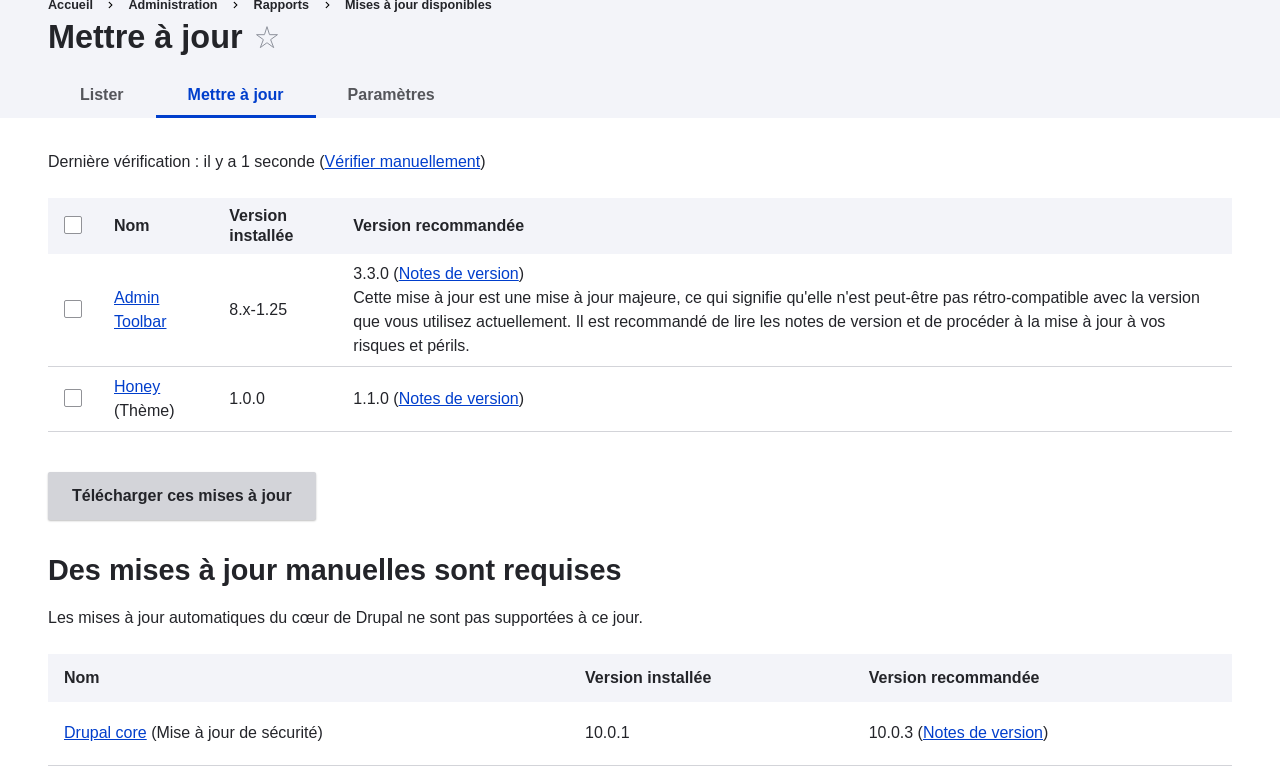 Accueil > Administration > Rapports > Mises à jour disponibles
Mettre à jour ☆
Lister Mettre à jour Paramètres
Dernière vérification : il y a 1 seconde (Vérifier manuellement)
Nom Version installée Version recommandée
Admin Toolbar 8.x-1.25 3.3.0 (Notes de version)
Cette mise à jour est une mise à jour majeure, ce qui signifie qu'elle n'est peut-être pas rétro-compatible avec la version
que vous utilisez actuellement. Il est recommandé de lire les notes de version et de procéder à la mise à jour à vos
risques et périls.
Honey (Thème) 1.0.0 1.1.0 (Notes de version)
Télécharger ces mises à jour
Des mises à jour manuelles sont requises
Les mises à jour automatiques du cœur de Drupal ne sont pas supportées à ce jour.
Nom Version installée Version recommandée
Drupal core (Mise à jour de sécurité) 10.0.1 10.0.3 (Notes de version)